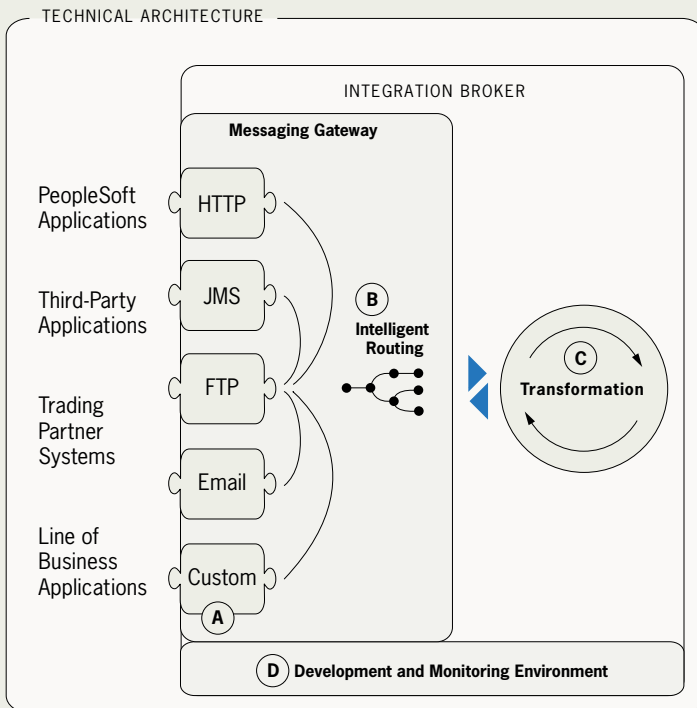 TECHNICAL ARCHITECTURE
INTEGRATION BROKER
Messaging Gateway
PeopleSoft
Applications
HTTP
Third-Party
Applications
JMS
B
Intelligent
Routing
C
Transformation
Trading
Partner
Systems
FTP
Email
Line of
Business
Applications
Custom
A
D Development and Monitoring Environment